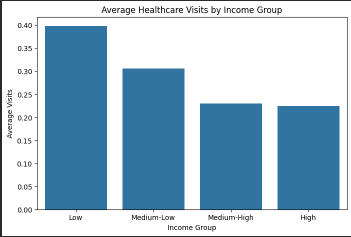 Average Healthcare Visits by Income Group
Average Visits
0.40
0.35
0.30
0.25
0.20
0.15
0.10
0.05
0.00
Low Medium-Low Medium-High High
Income Group